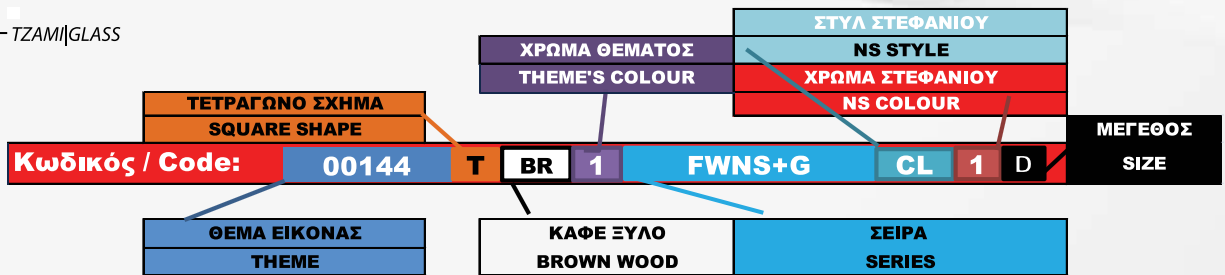 TZAMI|GLASS
ΣΤΥΛ ΣΤΕΦΑΝΙΟΥ
NS STYLE
ΧΡΩΜΑ ΣΤΕΦΑΝΙΟΥ
NS COLOUR
ΧΡΩΜΑ ΘΕΜΑΤΟΣ
THEME'S COLOUR
ΤΕΤΡΑΓΩΝΟ ΣΧΗΜΑ
SQUARE SHAPE
ΜΕΓΕΘΟΣ
SIZE
Κωδικός / Code: 00144 T BR 1 FWNS+G CL 1 D
ΘΕΜΑ ΕΙΚΟΝΑΣ
THEME
ΚΑΦΕ ΞΥΛΟ
BROWN WOOD
ΣΕΙΡΑ
SERIES